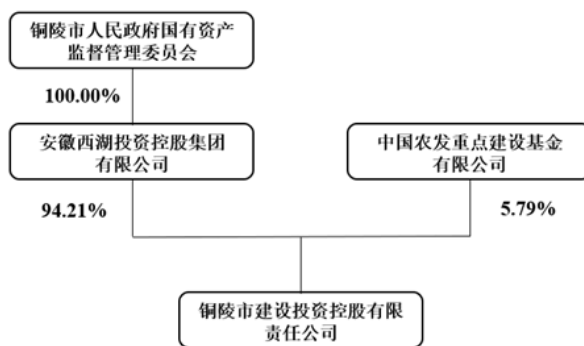 铜陵市人民政府国有资产
监督管理委员会
100.00%
安徽西湖投资控股集团
有限公司
中国农发重点建设基金
有限公司
94.21%
5.79%
铜陵市建设投资控股有限
责任公司